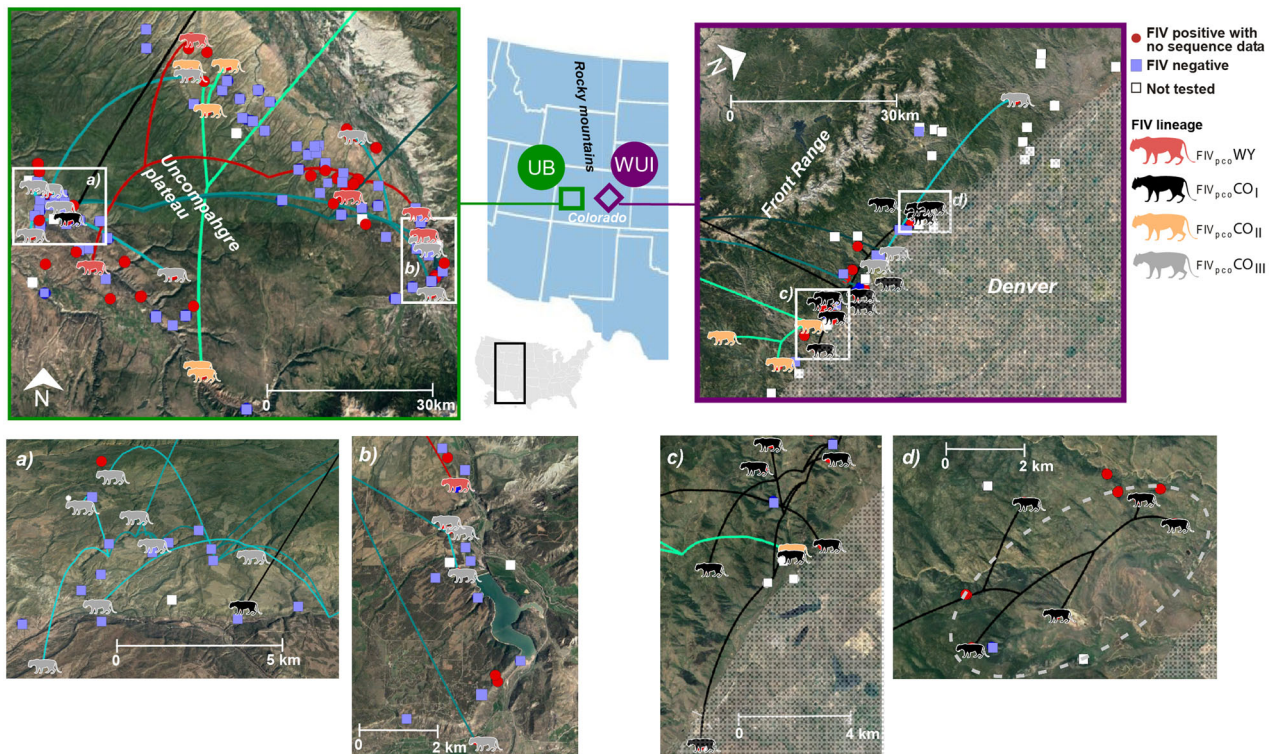 a)
Uncompahgre
plateau
b)
N
0
30km
Rocky mountains
UB
WUI
Colorado
N
0
30km
Front Range
d)
c)
Denver
FIV positive with
no sequence data
FIV negative
Not tested
FIV lineage
FIVpcoWY
FIVpcoCOI
FIVpcoCOII
FIVpcoCOIII
a)
0
5 km
b)
0
2 km
c)
0
4 km
d)
0
2 km